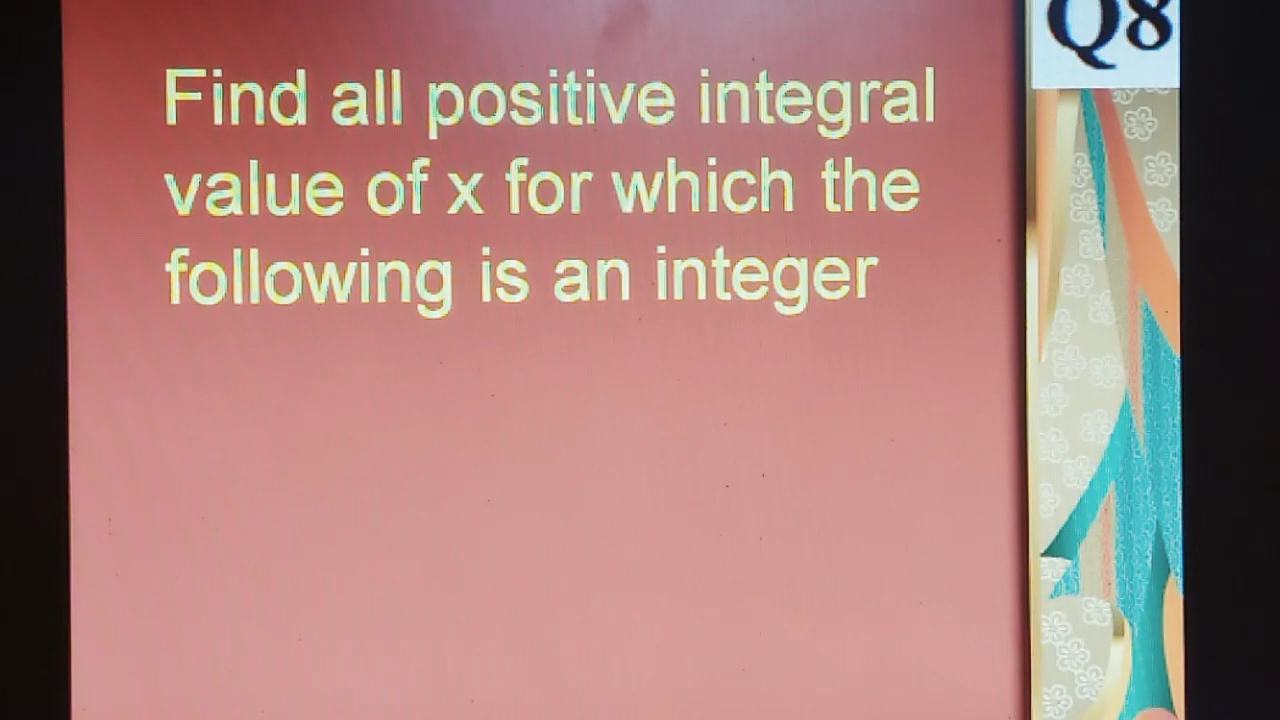 Q8
Find all positive integral
value of x for which the
following is an integer